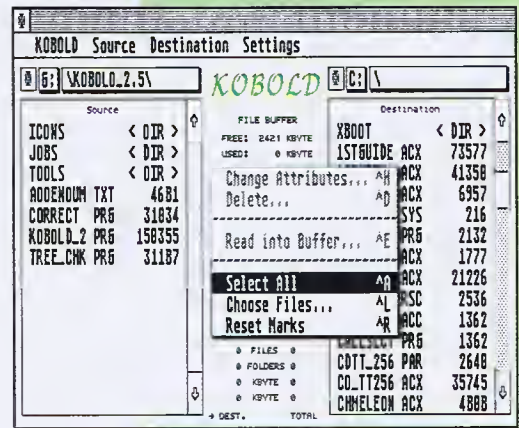 KOBOLD Source Destination Settings
G: \KOBOLD_2.5\
KOBOLD
C: \
Source
ICONS < DIR >
JOBS < DIR >
TOOLS < DIR >
ADDENDUM TXT 4681
CORRECT PRG 31834
KOBOLD_2 PRG 158355
TREE_CHK PRG 31187
FILE BUFFER
FREE: 2421 KBYTE
USED: 0 KBYTE
Change Attributes... ^H
Delete... ^D
Read into Buffer... ^E
Select All ^A
Choose Files... ^L
Reset Marks ^R
0 FILES 0
0 FOLDERS 0
0 KBYTE 0
0 KBYTE 0
→ DEST. TOTAL
Destination
XBOOT < DIR >
1STGUIDE ACX 73577
ACX 41358
ACX 6957
SYS 216
PRG 2132
ACX 1777
ACX 21226
RSC 2536
ACC 1362
PRG 1362
COTT_256 PAR 2648
CO_TT256 ACX 35745
CHMELEON ACX 4808